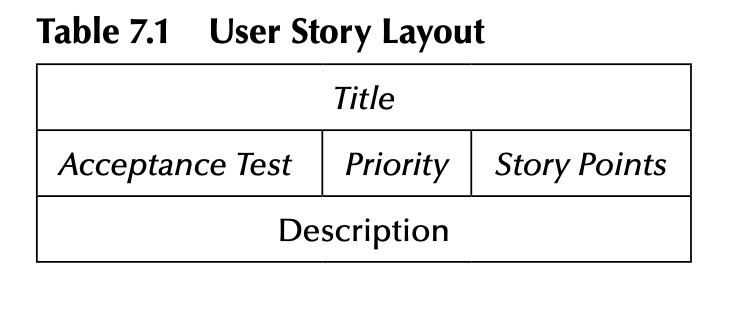 Table 7.1 User Story Layout
Title
Acceptance Test Priority Story Points
Description